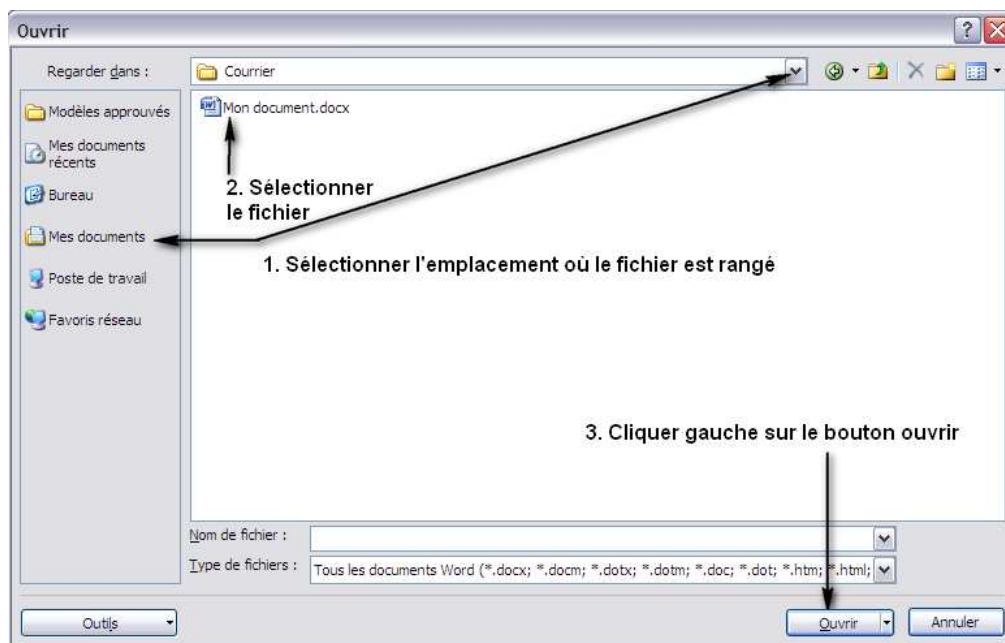 Ouvrir
Regarder dans :
Courrier
Modèles approuvés
Mes documents
récents
Bureau
Mes documents
Poste de travail
Favoris réseau
Mon document.docx
2. Sélectionner
le fichier
1. Sélectionner l'emplacement où le fichier est rangé
3. Cliquer gauche sur le bouton ouvrir
Nom de fichier :
Type de fichiers :
Tous les documents Word (*.docx; *.docm; *.dotx; *.dotm; *.doc; *.dot; *.htm; *.html;
Outils
Ouvrir
Annuler